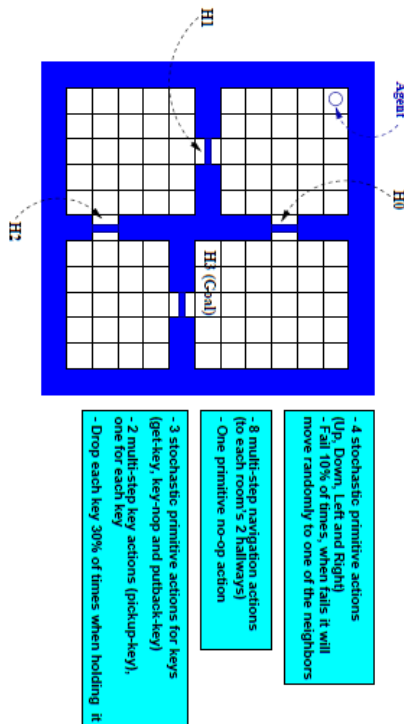 Agent
H0
H1
H2
H3 (Goal)
- 4 stochastic primitive actions
(Up, Down, Left and Right)
- Fail 10% of times, when fails it will
move randomly to one of the neighbors
- 8 multi-step navigation actions
(to each room's 2 hallways)
- One primitive no-op action
- 3 stochastic primitive actions for keys
(get-key, key-nop and putback-key)
- 2 multi-step key actions (pickup-key),
one for each key
- Drop each key 30% of times when holding it